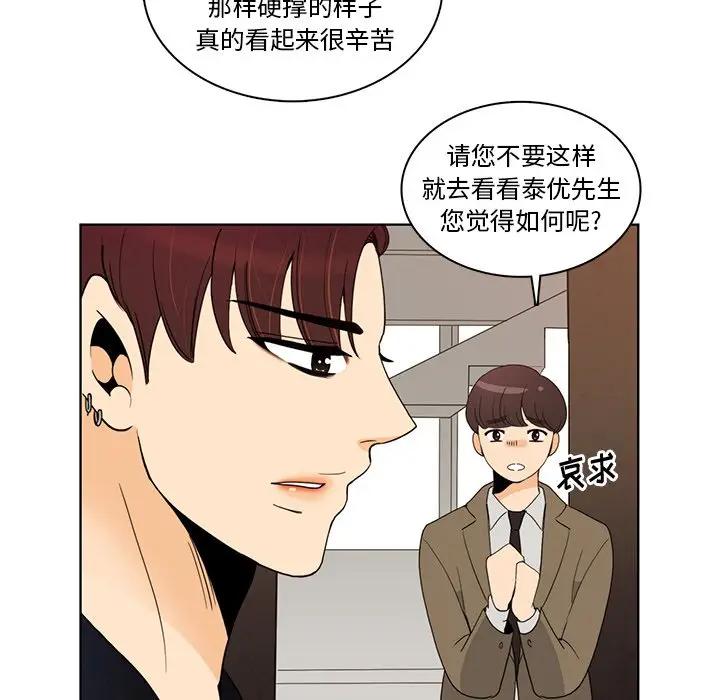 那样硬撑的样子
真的看起来很辛苦
请您不要这样
就去看看泰优先生
您觉得如何呢?
哀求